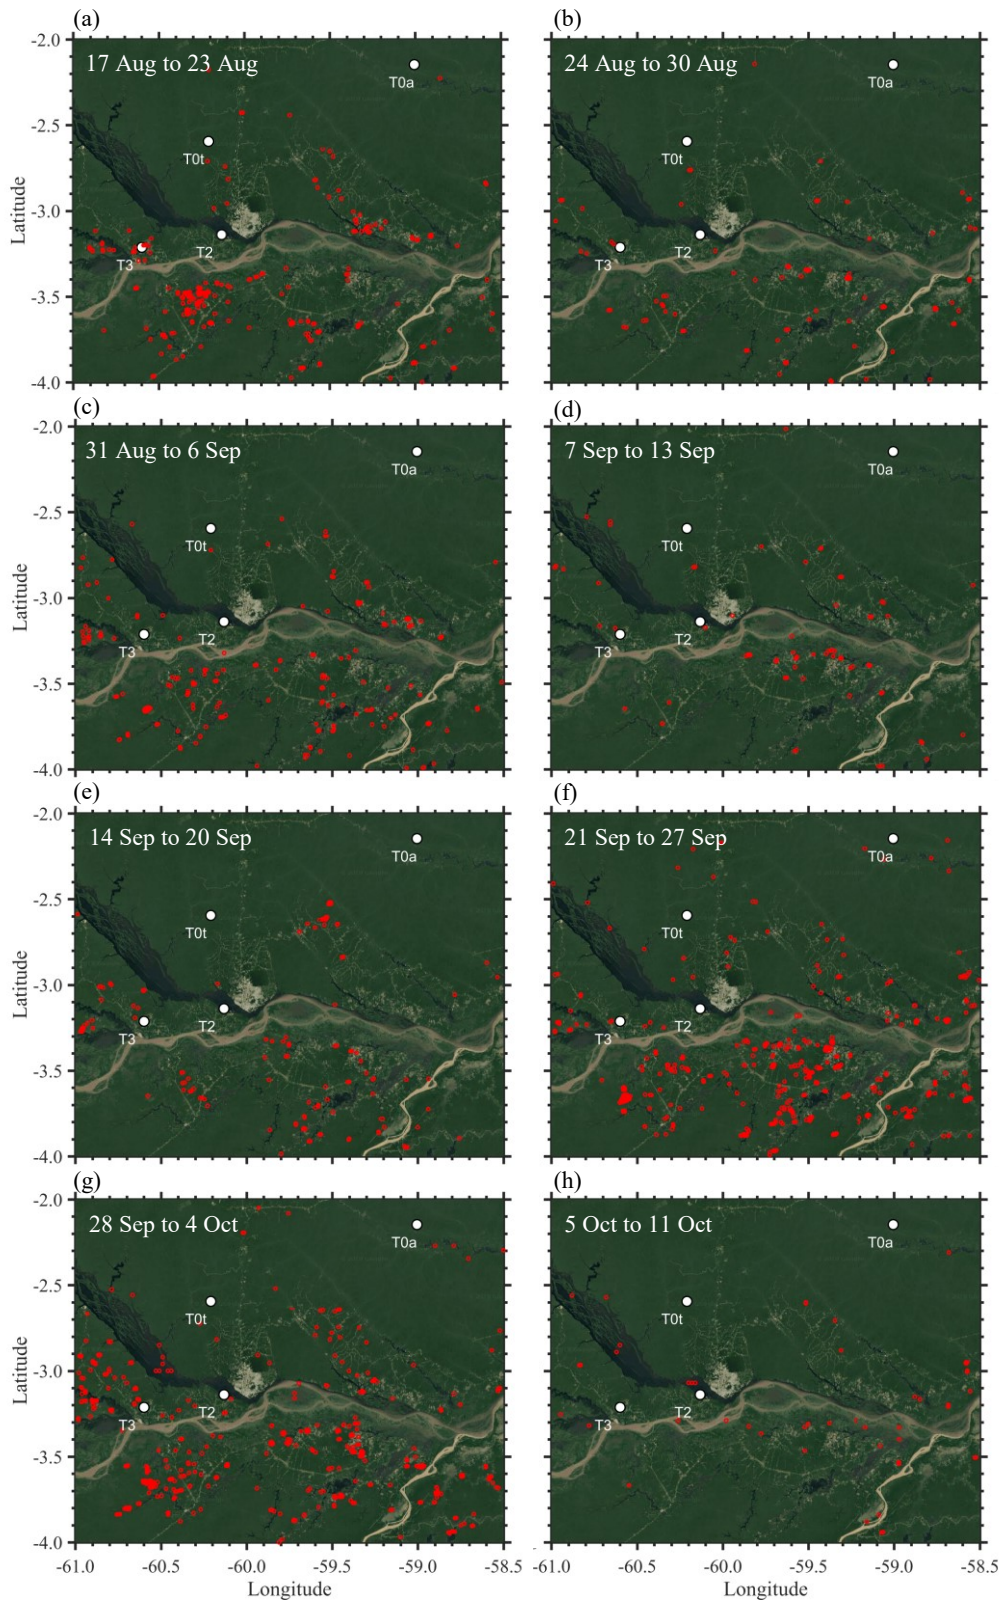 (a)
(b)
-2.0
17 Aug to 23 Aug
24 Aug to 30 Aug
T0a
T0a
-2.5
T0t
T0t
Latitude
-3.0
T2
T2
T3
T3
-3.5
-4.0
(c)
(d)
-2.0
31 Aug to 6 Sep
7 Sep to 13 Sep
T0a
T0a
-2.5
T0t
T0t
Latitude
-3.0
T2
T2
T3
T3
-3.5
-4.0
(e)
(f)
-2.0
14 Sep to 20 Sep
21 Sep to 27 Sep
T0a
T0a
-2.5
T0t
T0t
Latitude
-3.0
T2
T2
T3
T3
-3.5
-4.0
(g)
(h)
-2.0
28 Sep to 4 Oct
5 Oct to 11 Oct
T0a
T0a
-2.5
T0t
T0t
Latitude
-3.0
T2
T2
T3
T3
-3.5
-4.0
-61.0 -60.5 -60.0 -59.5 -59.0 -58.5
-60.5 -60.0 -59.5 -59.0 -58.5
Longitude
Longitude